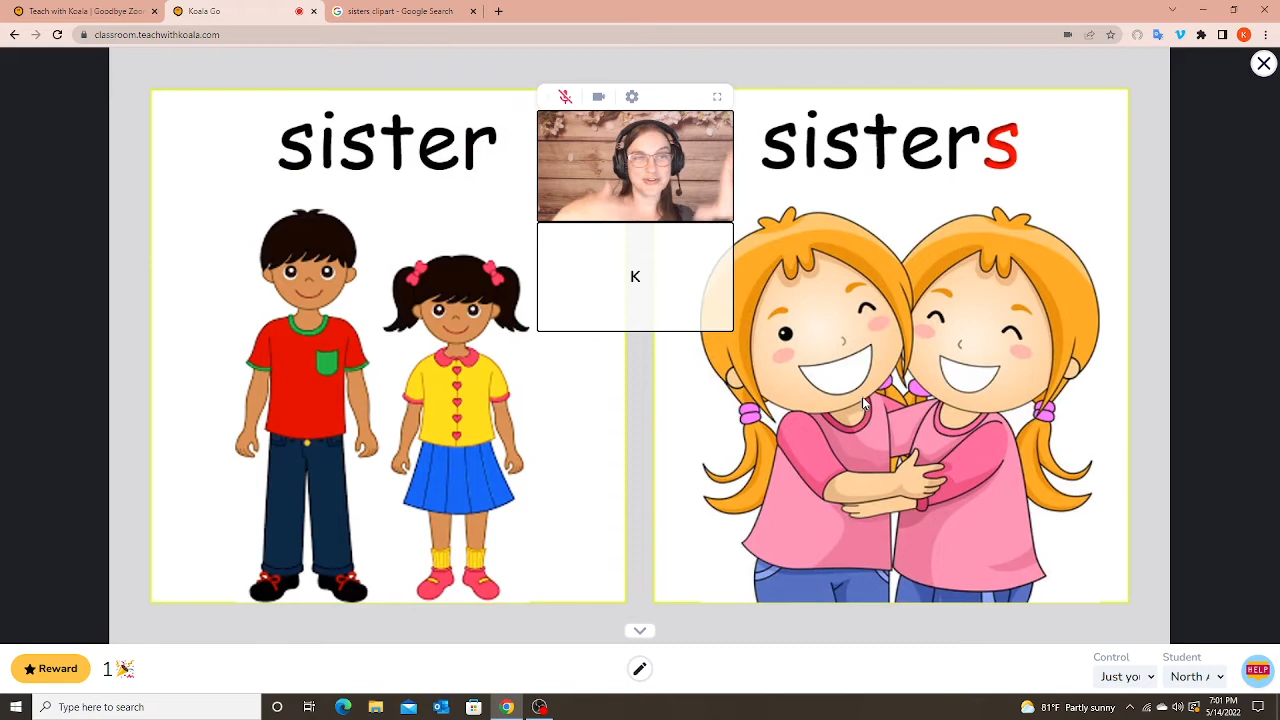 Teach with Koala | Goodbye Zoo
Koala Go
sisters clipart - Google Search
classroom.teachwithkoala.com
K
sister
sisters
K
Reward
1
Control
Just yo
Student
North A
HELP
Type here to search
81°F Partly sunny
7:01 PM
5/14/2022